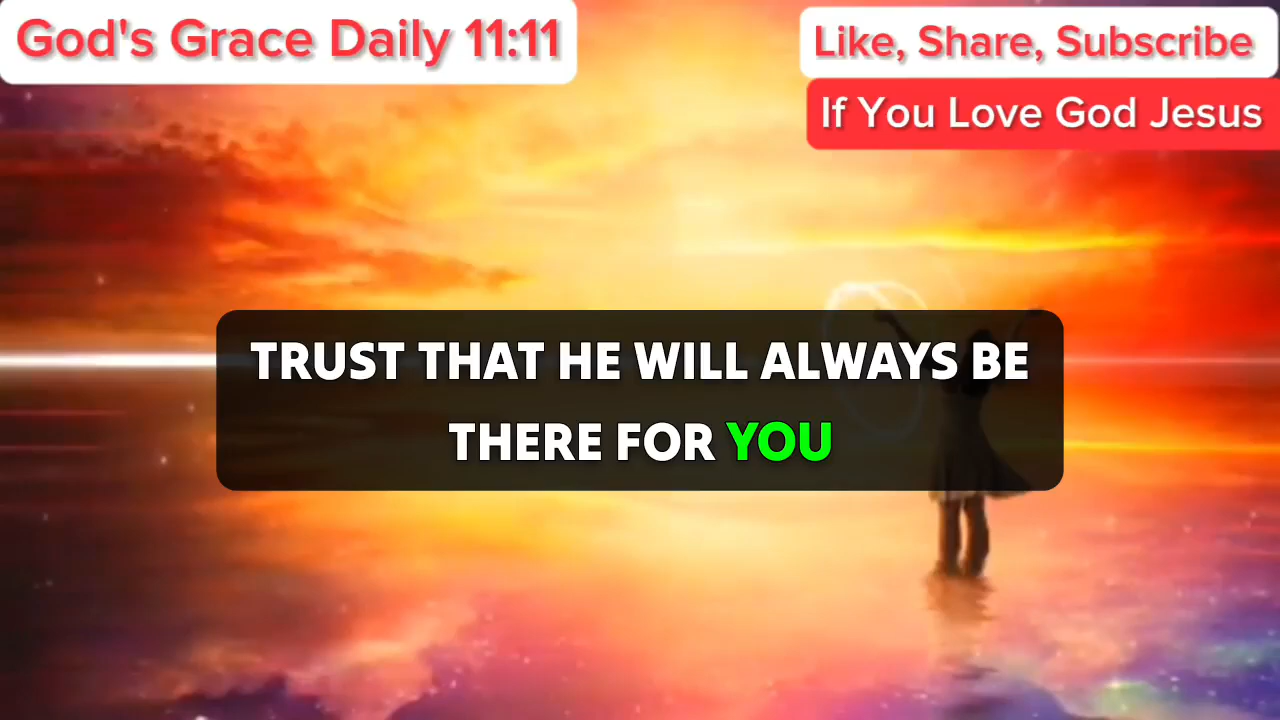 God's Grace Daily 11:11
Like, Share, Subscribe
If You Love God Jesus
TRUST THAT HE WILL ALWAYS BE
THERE FOR YOU